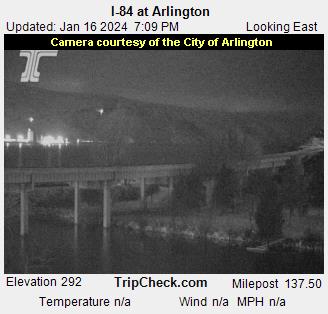 I-84 at Arlington
Updated: Jan 16 2024 7:09 PM Looking East
Camera courtesy of the City of Arlington
Elevation 292 TripCheck.com Milepost 137.50
Temperature n/a Wind n/a MPH n/a